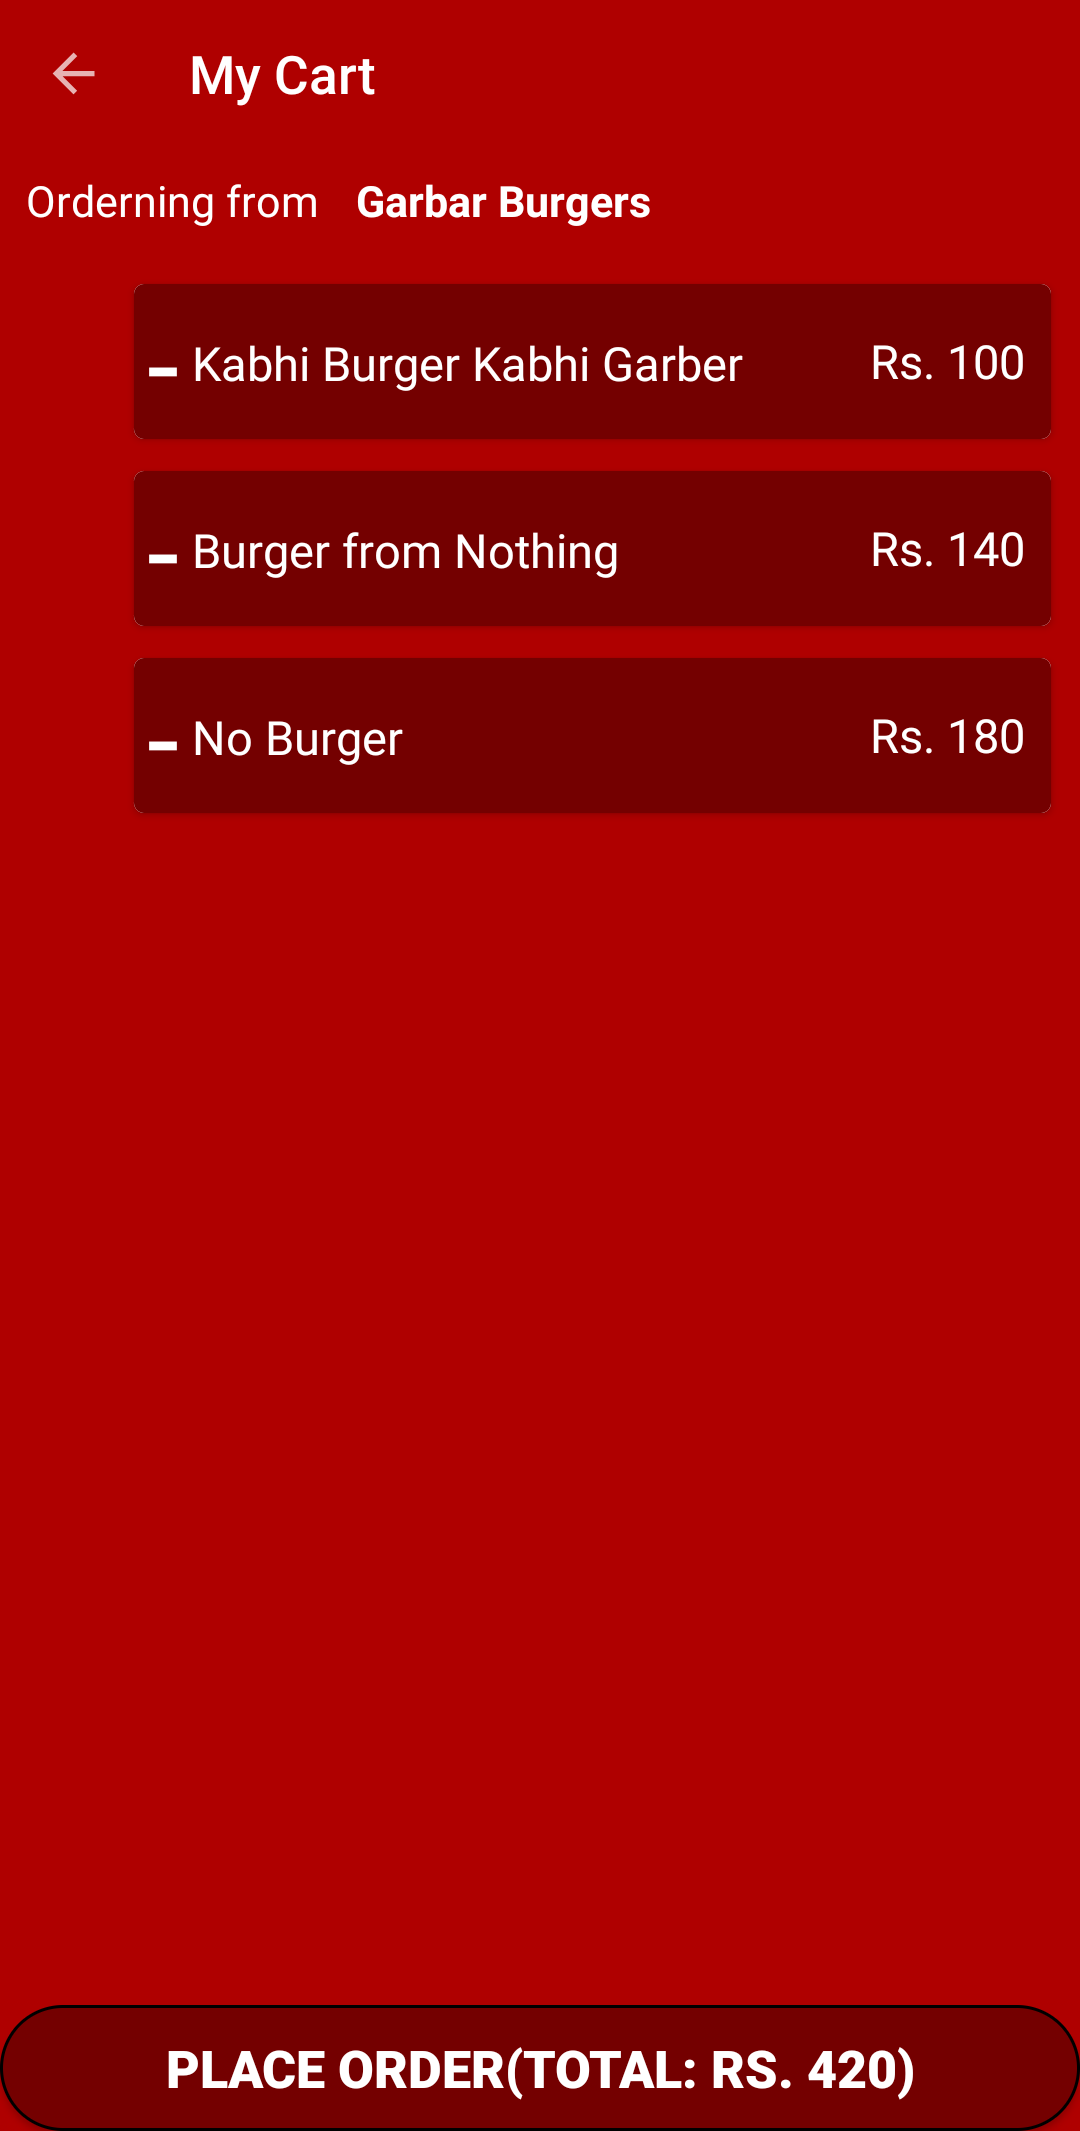 My Cart
Orderning from Garbar Burgers
Kabhi Burger Kabhi Garber Rs. 100
Burger from Nothing Rs. 140
No Burger Rs. 180
PLACE ORDER(TOTAL: RS. 420)